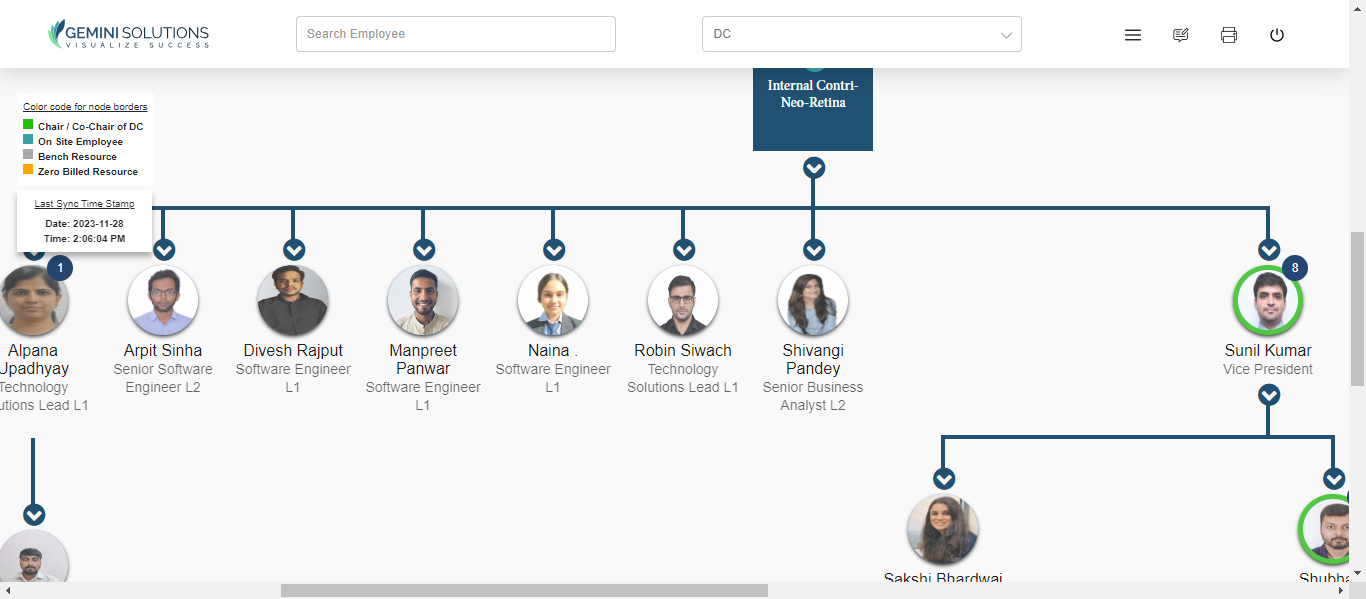 GEMINI SOLUTIONS
VISUALIZE SUCCESS
Search Employee
DC
Internal Contri-
Neo-Retina
Color code for node borders
Chair / Co-Chair of DC
On Site Employee
Bench Resource
Zero Billed Resource
Last Sync Time Stamp
Date: 2023-11-28
Time: 2:06:04 PM
1
8
Alpana
Upadhyay
Technology
utions Lead L1
Arpit Sinha
Senior Software
Engineer L2
Divesh Rajput
Software Engineer
L1
Manpreet
Panwar
Software Engineer
L1
Naina .
Software Engineer
L1
Robin Siwach
Technology
Solutions Lead L1
Shivangi
Pandey
Senior Business
Analyst L2
Sunil Kumar
Vice President
Sakshi Bhardwaj
Shubha